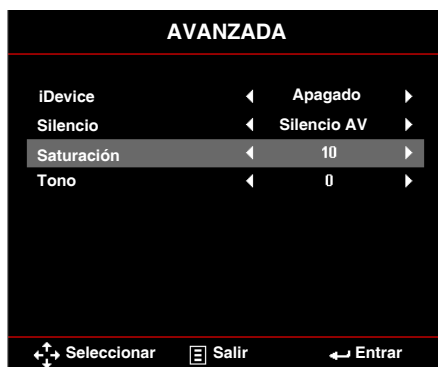 AVANZADA
iDevice Apagado
Silencio Silencio AV
Saturación 10
Tono 0
Seleccionar Salir Entrar